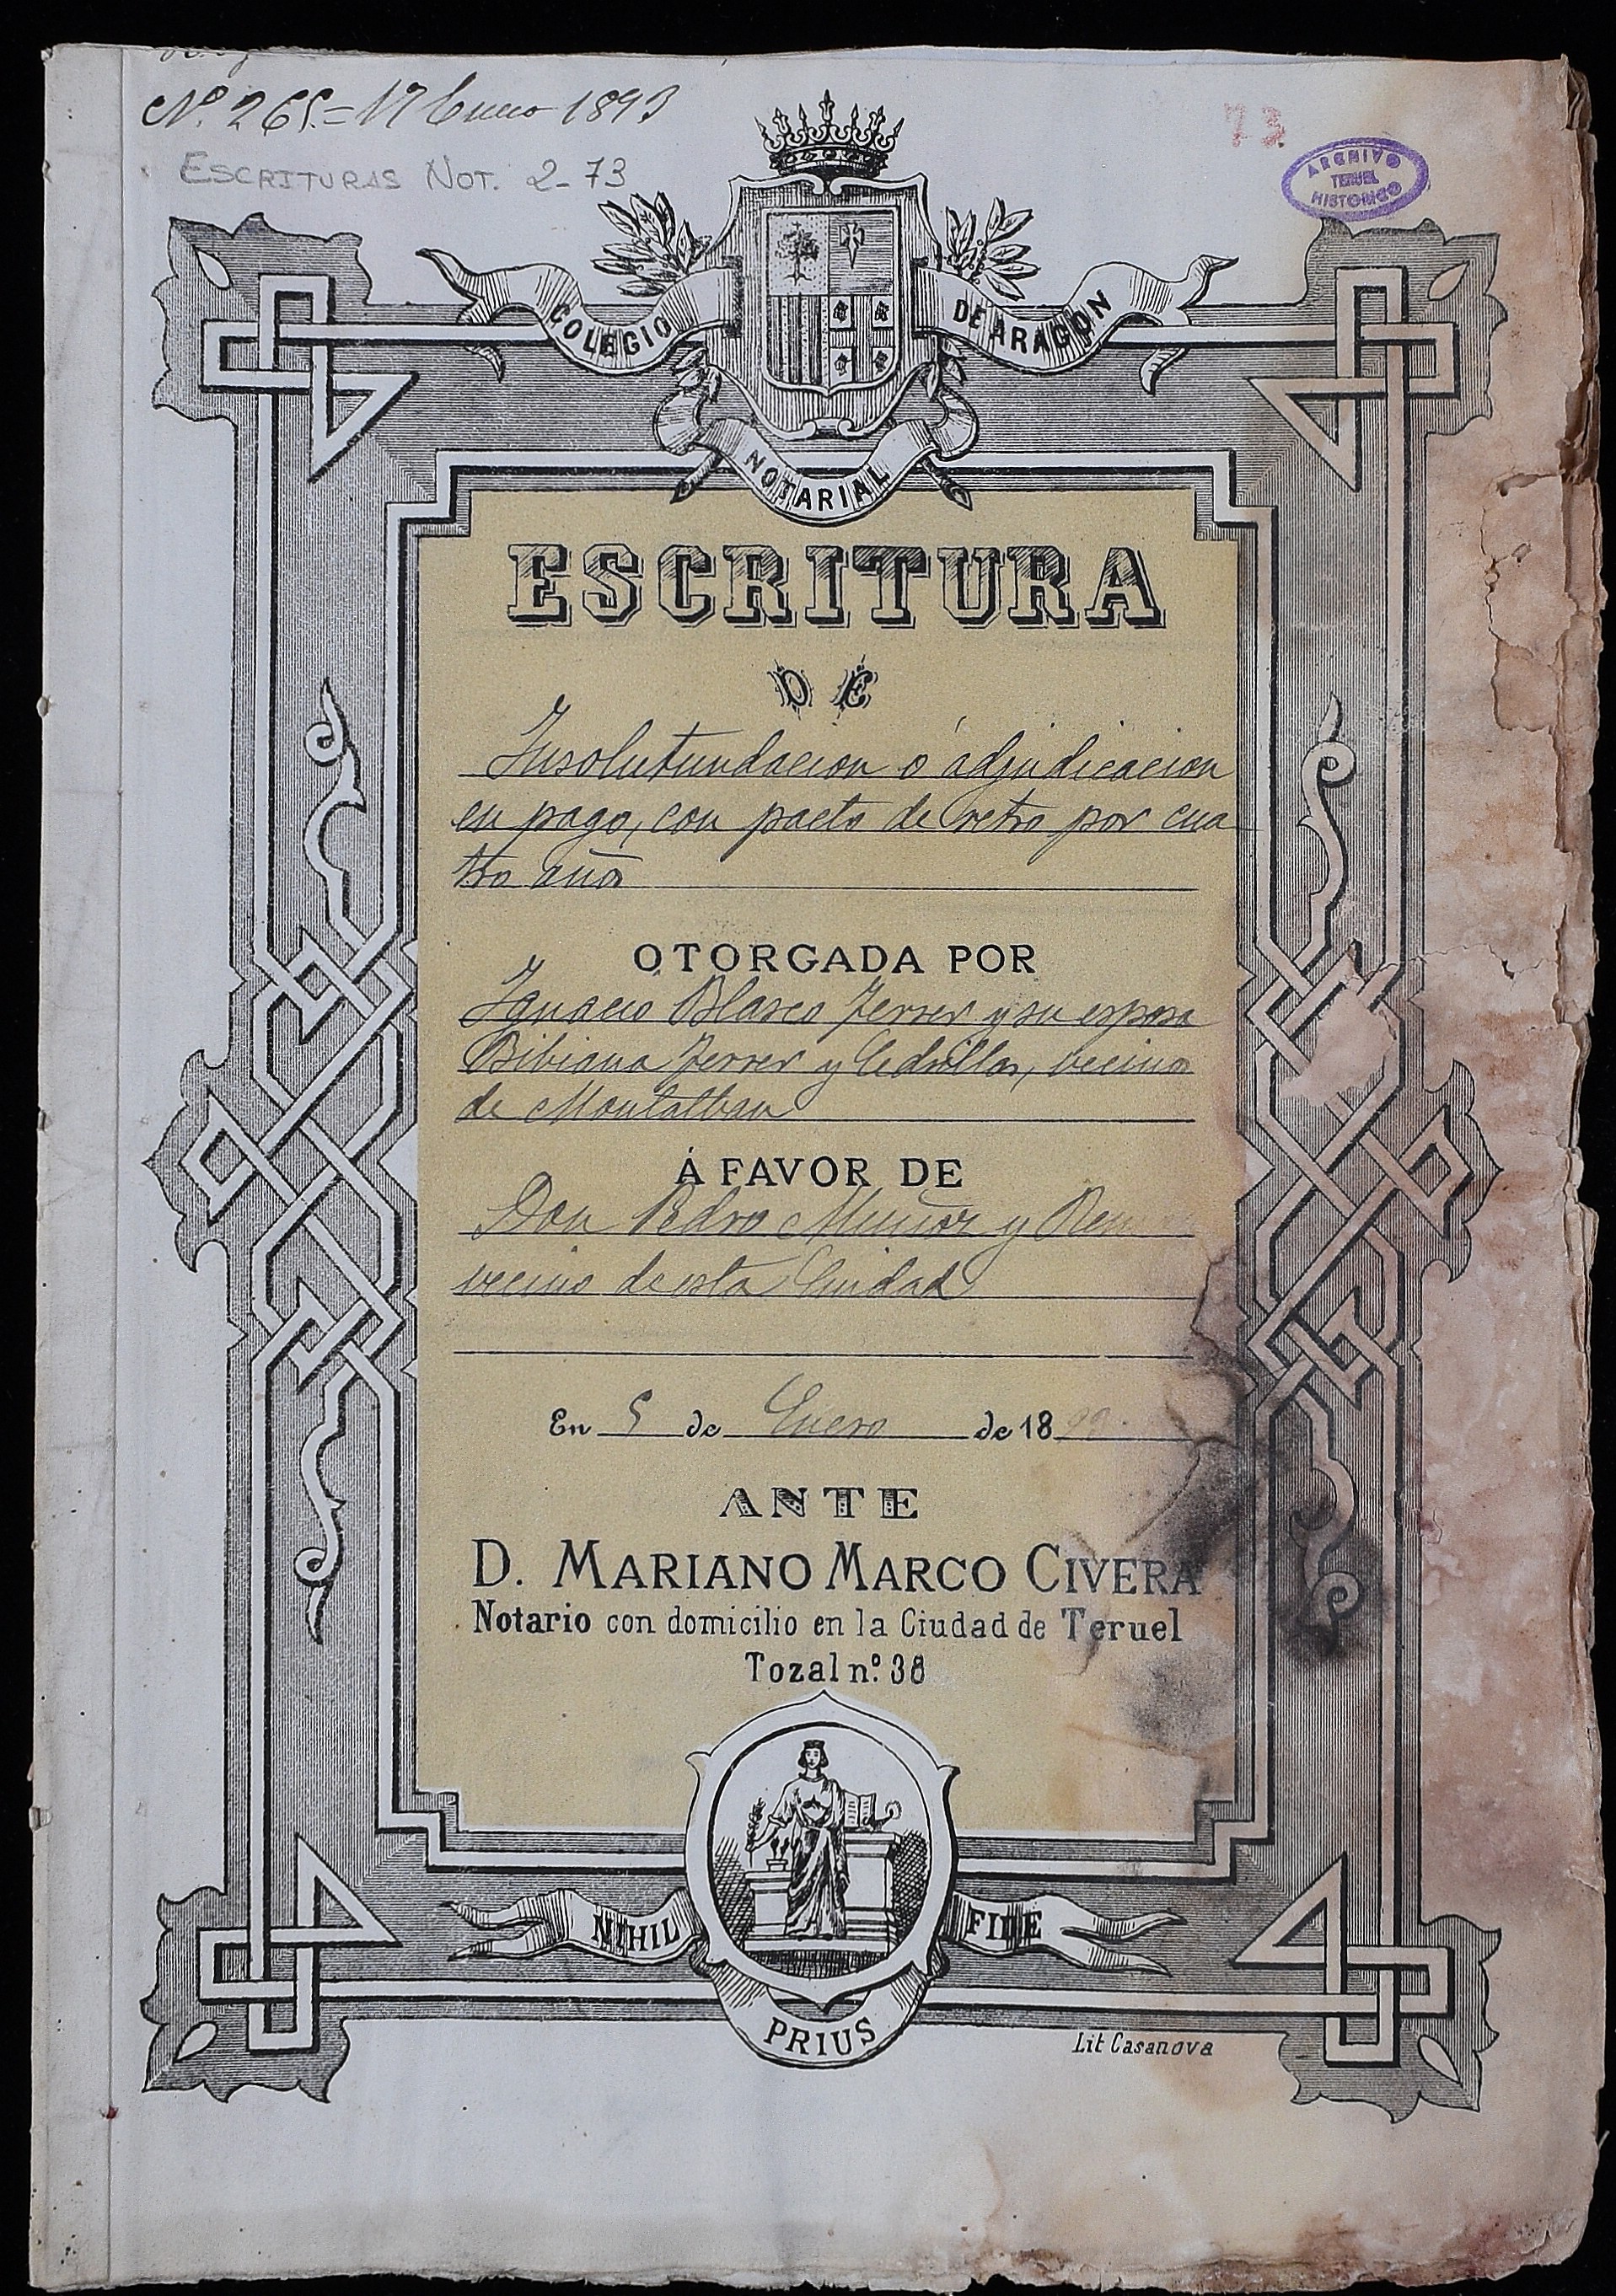 Nº. 265.=17 Enero 1893
ESCRITURAS NOT. 2-73
73
ARCHIVO
TERUEL
HISTORICO
COLEGIO
DE ARAGON
NOTARIAL
ESCRITURA
DE
Insolutundacion ó adjudicacion
en pago, con pacto de retro por cua
tro años
OTORGADA POR
Ignacio Blasco Ferrer y su esposa
Bibiana Ferrer y Cedrillas, vecinos
de Montalban
Á FAVOR DE
Don Pedro Muñoz y
vecino de esta Ciudad
En 5 de Enero de 18
ANTE
D. MARIANO MARCO CIVERA
Notario con domicilio en la Ciudad de Teruel
Tozal nº. 38
NIHIL
FIDE
PRIUS
Lit Casanova